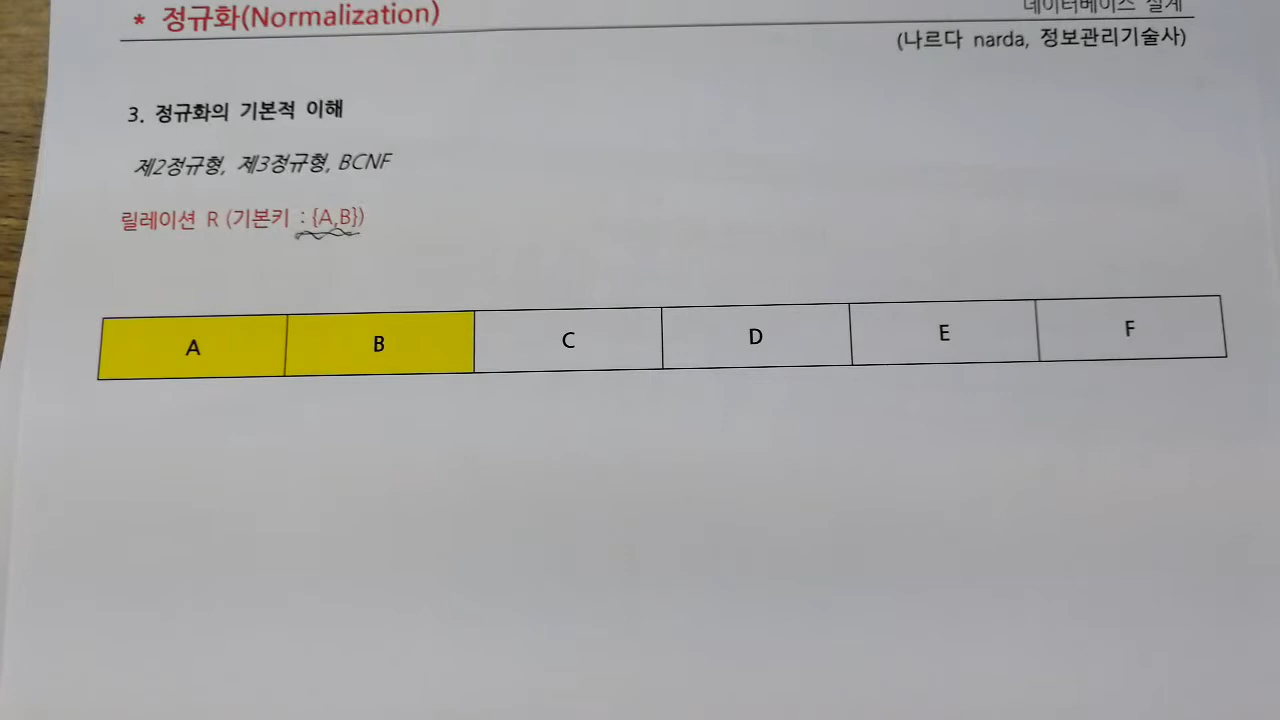 * 정규화(Normalization)
데이터베이스 설계
(나르다 narda, 정보관리기술사)
3. 정규화의 기본적 이해
제2정규형, 제3정규형, BCNF
릴레이션 R (기본키 : {A,B})
A B C D E F